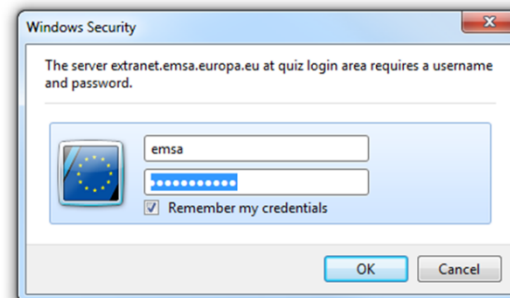 Windows Security
The server extranet.emsa.europa.eu at quiz login area requires a username
and password.
emsa
Remember my credentials
OK
Cancel